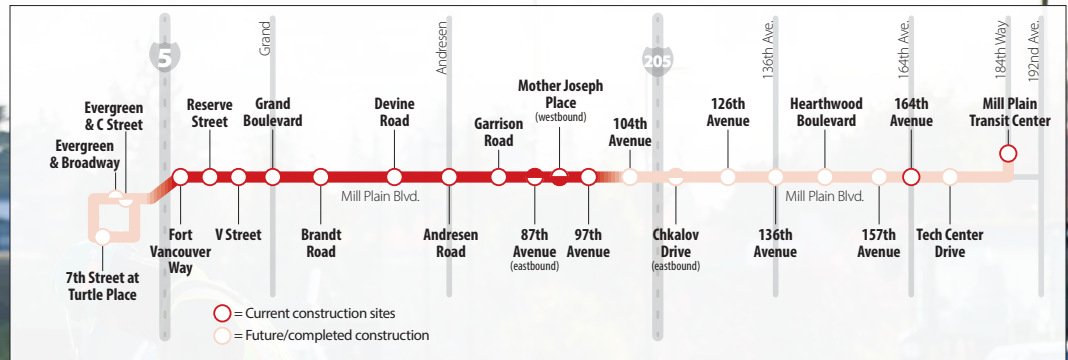 5
Grand
Andresen
205
136th Ave.
164th Ave.
184th Way
192nd Ave.
Evergreen
& C Street
Evergreen
& Broadway
Reserve
Street
Grand
Boulevard
Devine
Road
Garrison
Road
Mother Joseph
Place
(westbound)
104th
Avenue
126th
Avenue
Hearthwood
Boulevard
164th
Avenue
Mill Plain
Transit Center
Mill Plain Blvd.
Mill Plain Blvd.
7th Street at
Turtle Place
Fort
Vancouver
Way
V Street
Brandt
Road
Andresen
Road
87th
Avenue
(eastbound)
97th
Avenue
Chkalov
Drive
(eastbound)
136th
Avenue
157th
Avenue
Tech Center
Drive
= Current construction sites
= Future/completed construction